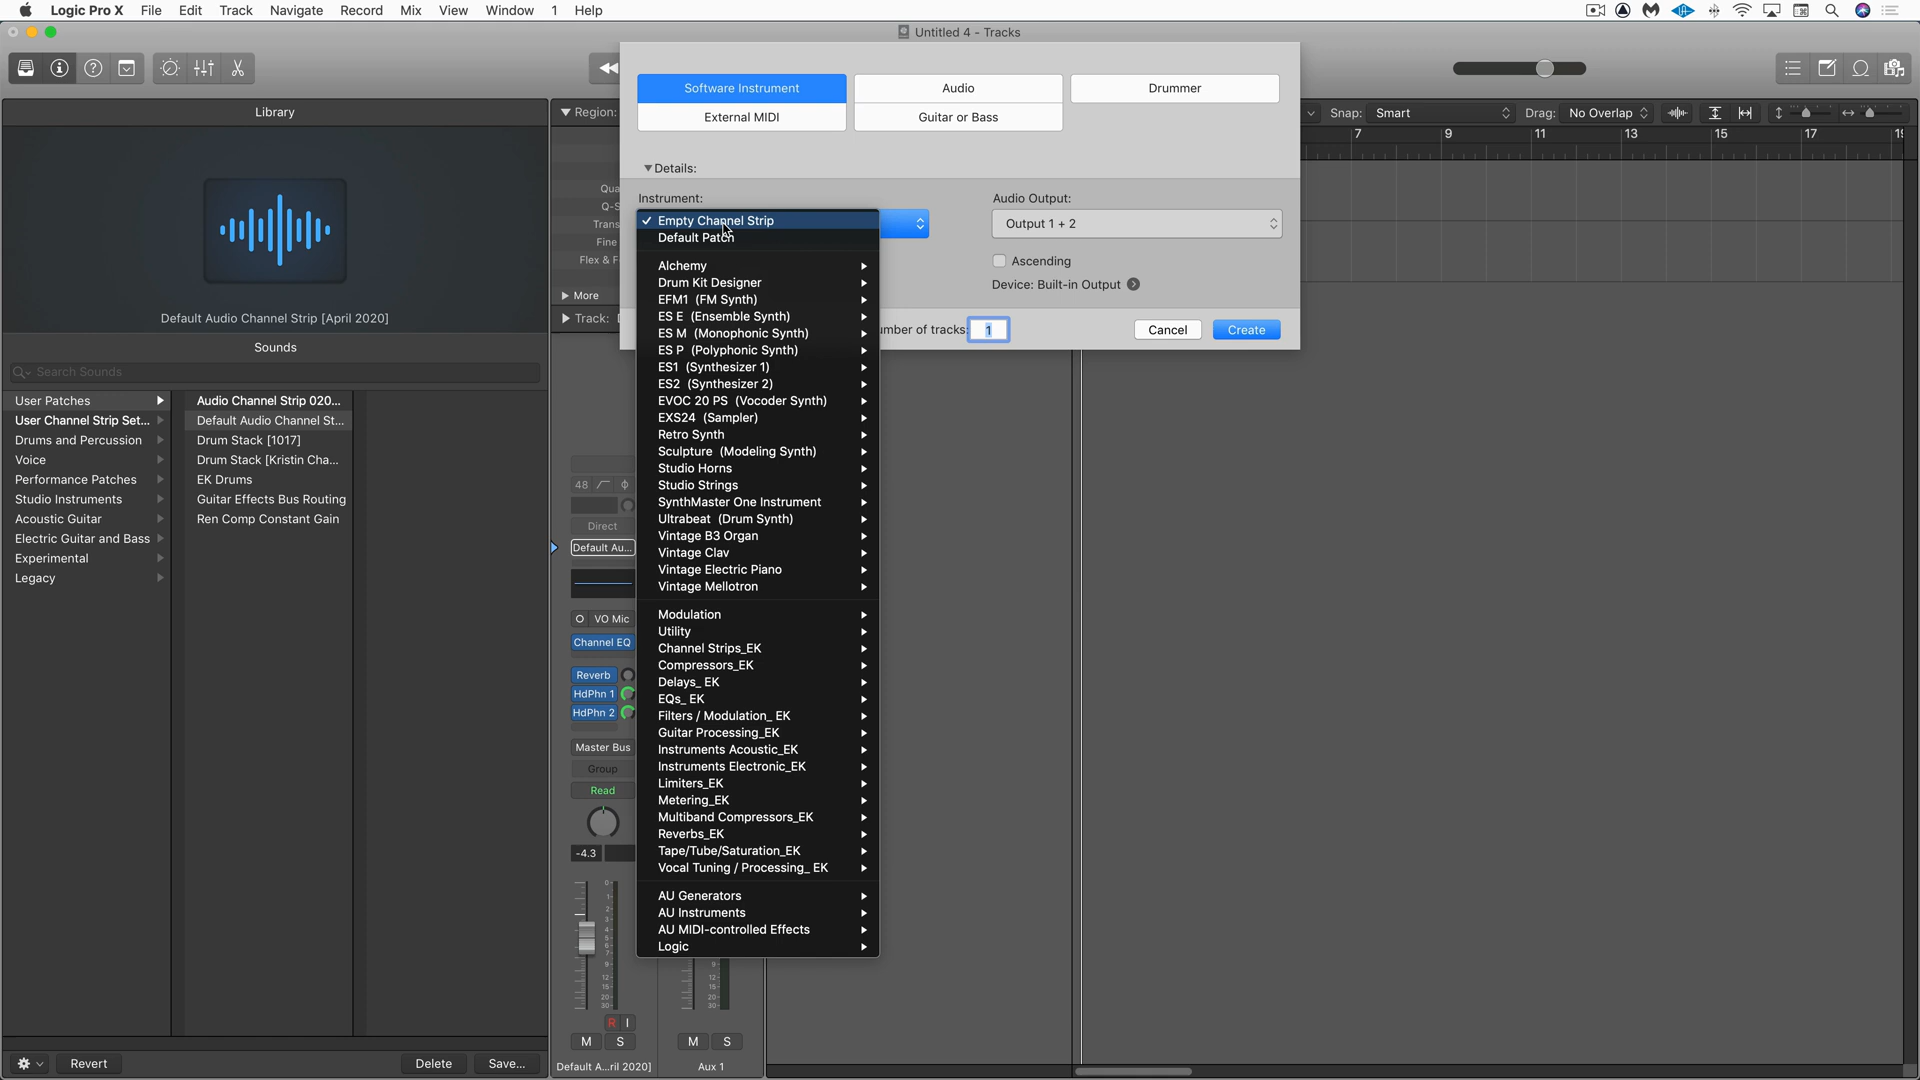 Logic Pro X File Edit Track Navigate Record Mix View Window 1 Help
Untitled 4 - Tracks
Software Instrument
Audio
Drummer
External MIDI
Guitar or Bass
Library
Region:
Snap: Smart
Drag: No Overlap
7 9 11 13 15 17
Details:
Instrument:
Audio Output:
Empty Channel Strip
Output 1 + 2
Default Patch
Ascending
Device: Built-in Output
Number of tracks: 1
Cancel
Create
More
Track:
Default Audio Channel Strip [April 2020]
Sounds
Search Sounds
User Patches
User Channel Strip Set...
Drums and Percussion
Voice
Performance Patches
Studio Instruments
Acoustic Guitar
Electric Guitar and Bass
Experimental
Legacy
Audio Channel Strip 020...
Default Audio Channel St...
Drum Stack [1017]
Drum Stack [Kristin Cha...
EK Drums
Guitar Effects Bus Routing
Ren Comp Constant Gain
Alchemy
Drum Kit Designer
EFM1 (FM Synth)
ES E (Ensemble Synth)
ES M (Monophonic Synth)
ES P (Polyphonic Synth)
ES1 (Synthesizer 1)
ES2 (Synthesizer 2)
EVOC 20 PS (Vocoder Synth)
EXS24 (Sampler)
Retro Synth
Sculpture (Modeling Synth)
Studio Horns
Studio Strings
SynthMaster One Instrument
Ultrabeat (Drum Synth)
Vintage B3 Organ
Vintage Clav
Vintage Electric Piano
Vintage Mellotron
Modulation
Utility
Channel Strips_EK
Compressors_EK
Delays_ EK
EQs_ EK
Filters / Modulation_ EK
Guitar Processing_EK
Instruments Acoustic_EK
Instruments Electronic_EK
Limiters_EK
Metering_EK
Multiband Compressors_EK
Reverbs_EK
Tape/Tube/Saturation_EK
Vocal Tuning / Processing_ EK
AU Generators
AU Instruments
AU MIDI-controlled Effects
Logic
48
Direct
Default Au...
VO Mic
Channel EQ
Reverb
HdPhn 1
HdPhn 2
Master Bus
Group
Read
-4.3
R I
M S
M S
Default A...ril 2020]
Aux 1
Revert
Delete
Save...